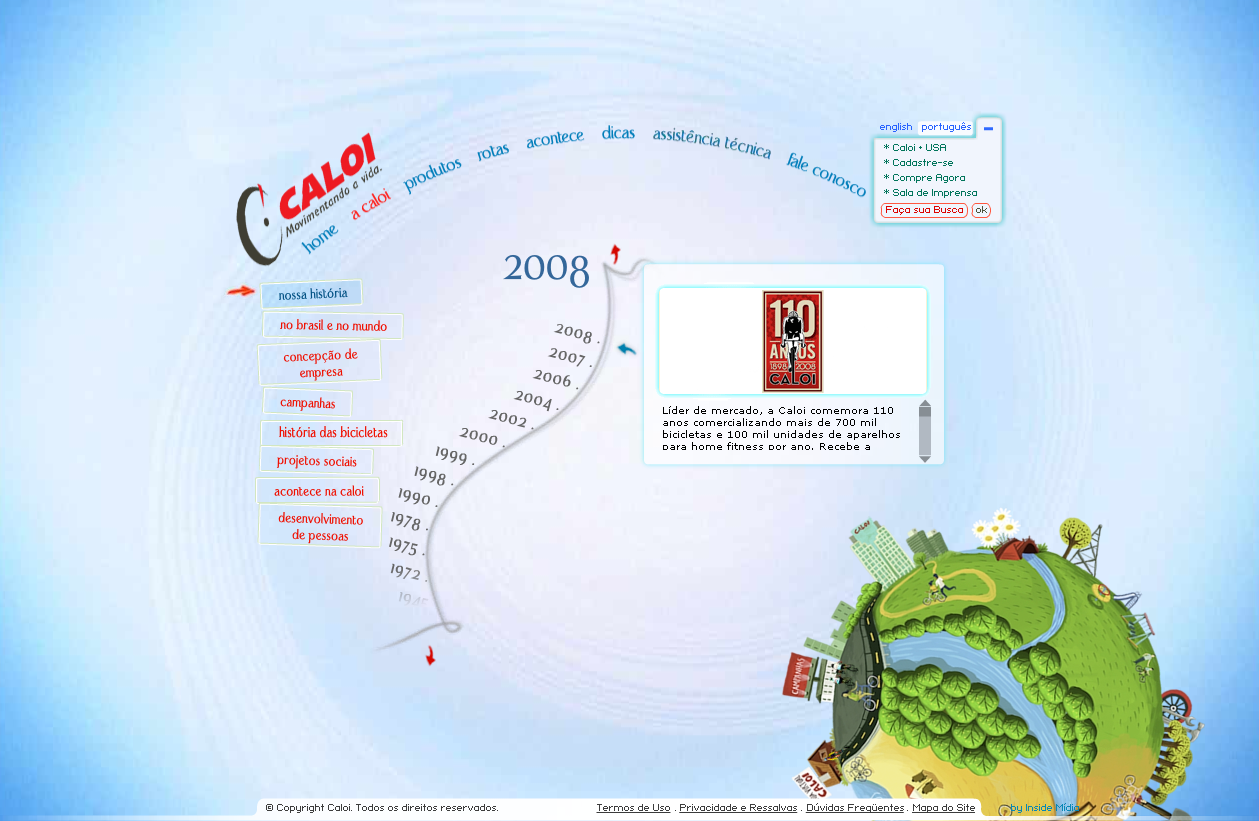 CALOI
Movimentando a vida.
home
a caloi
produtos
rotas
acontece
dicas
assistência técnica
fale conosco
english português
* Caloi • USA
* Cadastre-se
* Compre Agora
* Sala de Imprensa
Faça sua Busca ok
nossa história
no brasil e no mundo
concepção de
empresa
campanhas
história das bicicletas
projetos sociais
acontece na caloi
desenvolvimento
de pessoas
2008
2008 .
2007 .
2006 .
2004 .
2002 .
2000 .
1999 .
1998 .
1990 .
1978 .
1975 .
1972 .
110
ANOS
1898 2008
CALOI
Líder de mercado, a Caloi comemora 110
anos comercializando mais de 700 mil
bicicletas e 100 mil unidades de aparelhos
para home fitness por ano. Recebe a
CALOI
CAMPANHAS
CALOI
© Copyright Caloi. Todos os direitos reservados.
Termos de Uso . Privacidade e Ressalvas . Dúvidas Freqüentes . Mapa do Site
by Inside Mídia